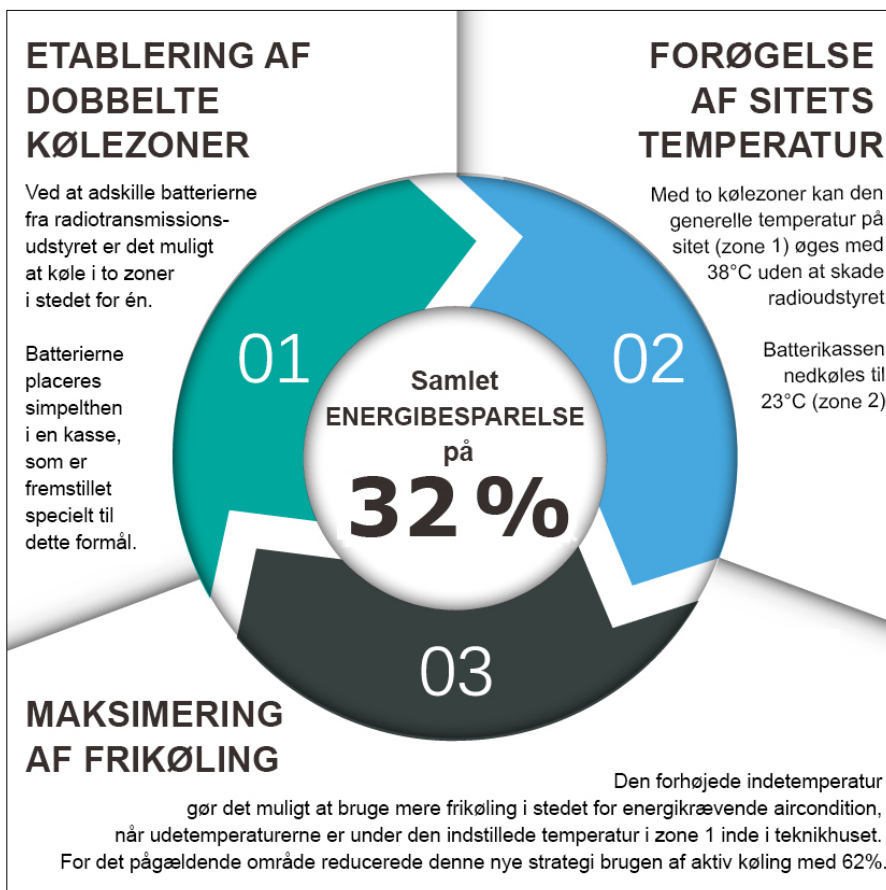 ETABLERING AF
DOBBELTE
KØLEZONER
Ved at adskille batterierne
fra radiotransmissions-
udstyret er det muligt
at køle i to zoner
i stedet for én.
Batterierne
placeres
simpelthen
i en kasse,
som er
fremstillet
specielt til
dette formål.
01
FORØGELSE
AF SITETS
TEMPERATUR
Med to kølezoner kan den
generelle temperatur på
sitet (zone 1) øges med
38°C uden at skade
radioudstyret
Batterikassen
nedkøles til
23°C (zone 2)
02
Samlet
ENERGIBESPARELSE
på
32 %
03
MAKSIMERING
AF FRIKØLING
Den forhøjede indetemperatur
gør det muligt at bruge mere frikøling i stedet for energikrævende aircondition,
når udetemperaturerne er under den indstillede temperatur i zone 1 inde i teknikhuset.
For det pågældende område reducerede denne nye strategi brugen af aktiv køling med 62%.